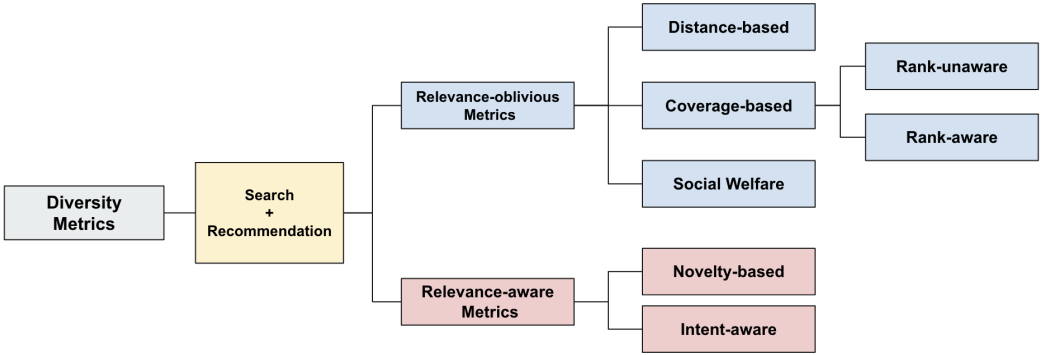 Diversity
Metrics
Search
+
Recommendation
Relevance-oblivious
Metrics
Distance-based
Coverage-based
Rank-unaware
Rank-aware
Social Welfare
Relevance-aware
Metrics
Novelty-based
Intent-aware